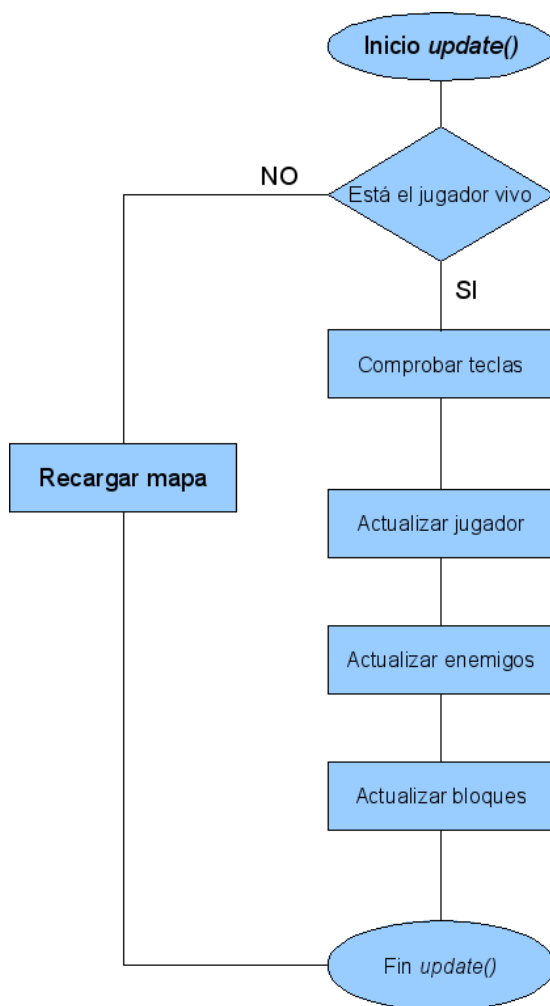 Inicio update()
Está el jugador vivo
NO
SI
Comprobar teclas
Recargar mapa
Actualizar jugador
Actualizar enemigos
Actualizar bloques
Fin update()